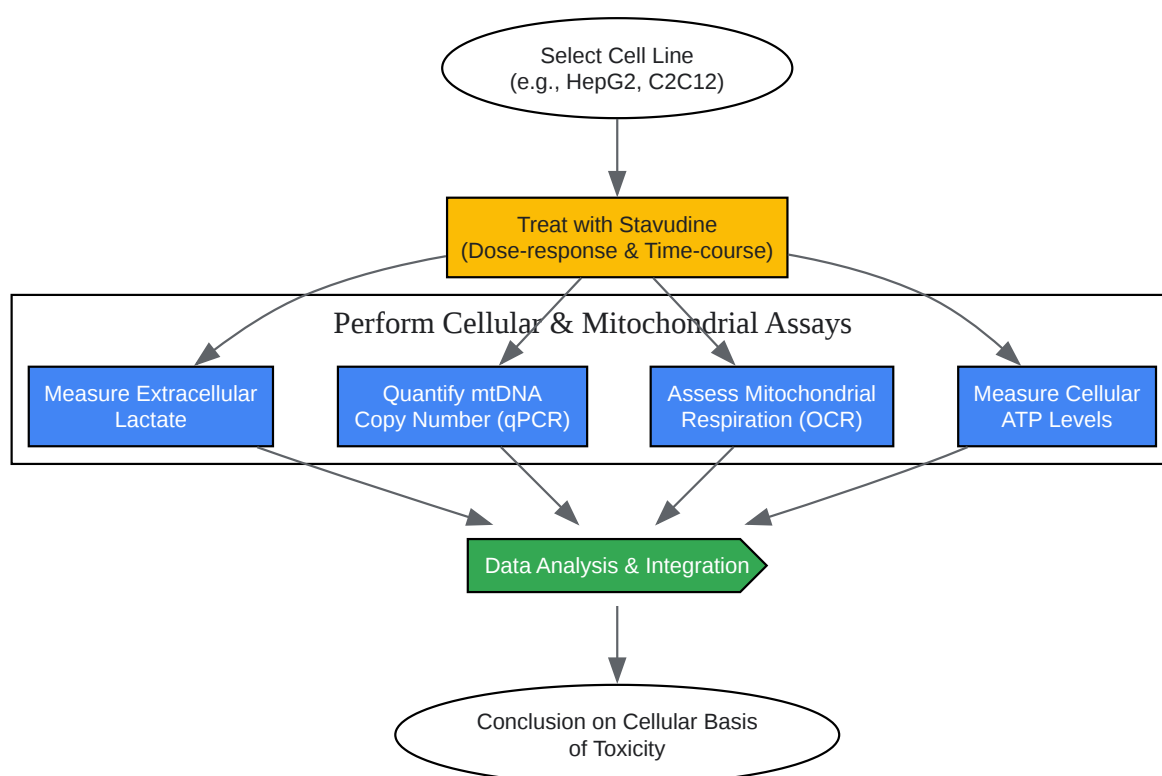 Select Cell Line
(e.g., HepG2, C2C12)
Treat with Stavudine
(Dose-response & Time-course)
Perform Cellular & Mitochondrial Assays
Measure Extracellular
Lactate
Quantify mtDNA
Copy Number (qPCR)
Assess Mitochondrial
Respiration (OCR)
Measure Cellular
ATP Levels
Data Analysis & Integration
Conclusion on Cellular Basis
of Toxicity